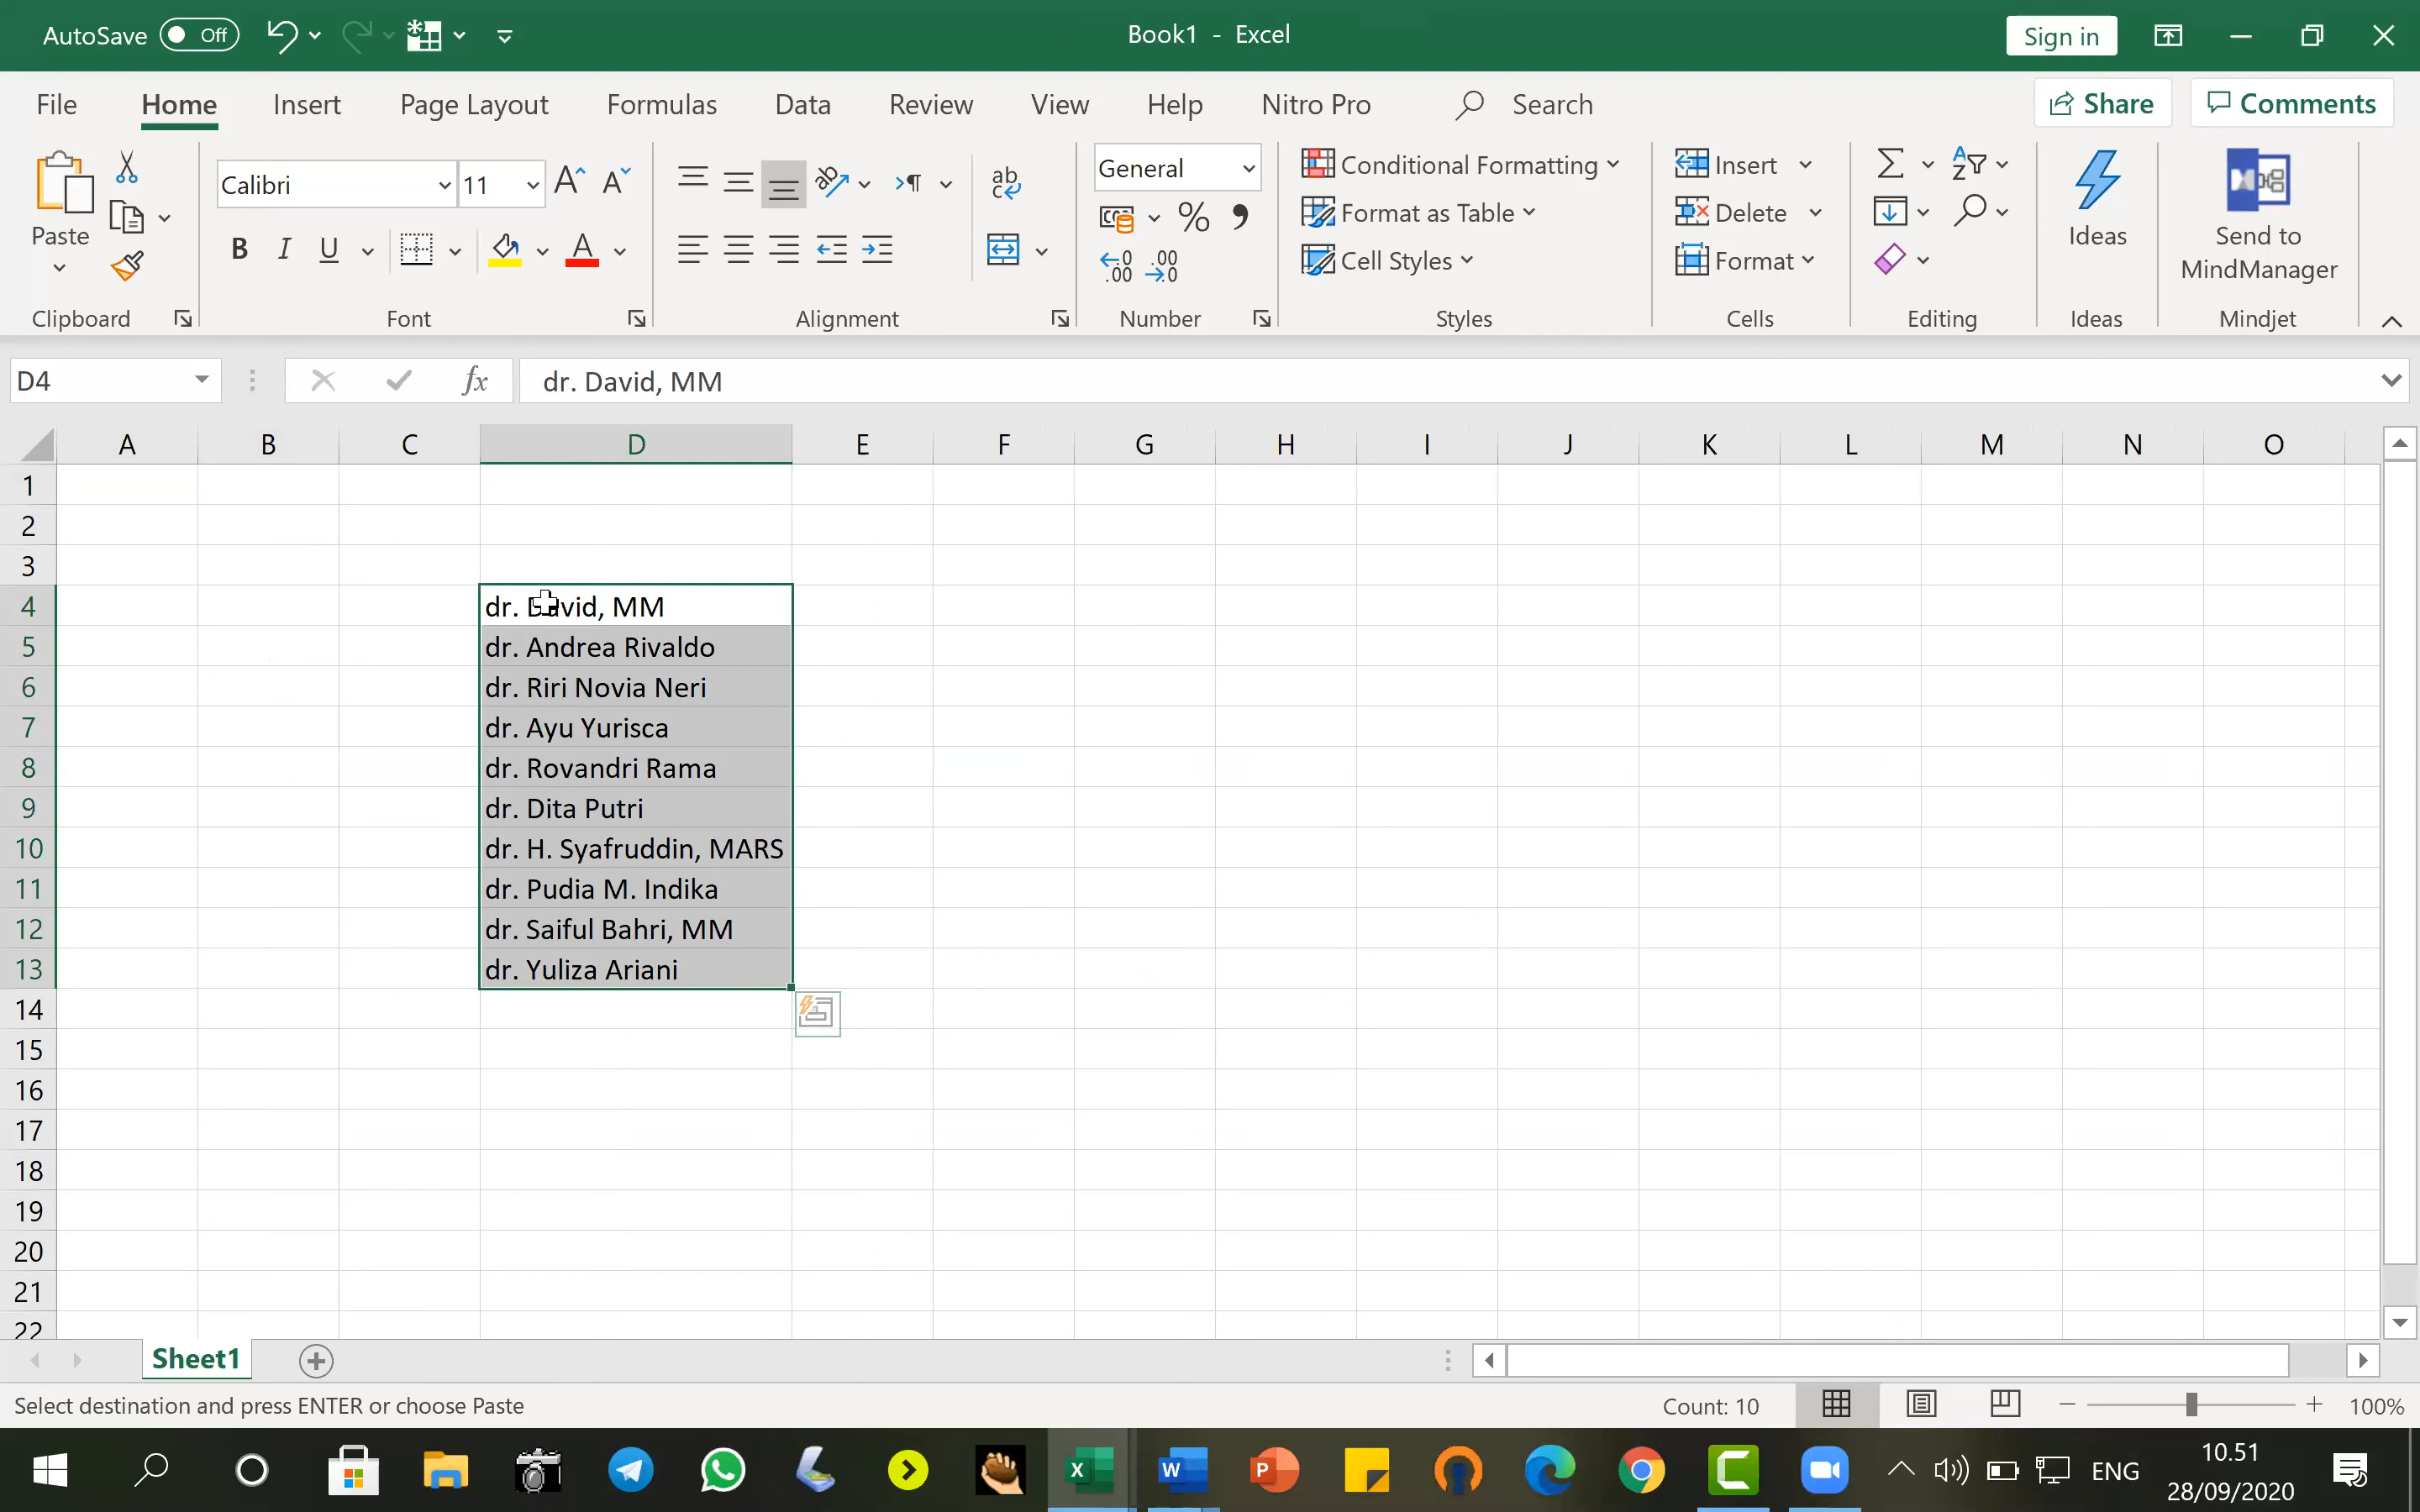 AutoSave Off Book1 - Excel Sign in
File Home Insert Page Layout Formulas Data Review View Help Nitro Pro Search Share Comments
Paste
Clipboard
Calibri 11
B I U A
Font
ab
Alignment
General
% ,
Number
Conditional Formatting
Format as Table
Cell Styles
Styles
Insert
Delete
Format
Cells
Editing
Ideas
Ideas
Send to
MindManager
Mindjet
D4 fx dr. David, MM
A B C D E F G H I J K L M N O
1
2
3
4 dr. David, MM
5 dr. Andrea Rivaldo
6 dr. Riri Novia Neri
7 dr. Ayu Yurisca
8 dr. Rovandri Rama
9 dr. Dita Putri
10 dr. H. Syafruddin, MARS
11 dr. Pudia M. Indika
12 dr. Saiful Bahri, MM
13 dr. Yuliza Ariani
14
15
16
17
18
19
20
21
22
Sheet1
Select destination and press ENTER or choose Paste Count: 10 100%
ENG
10.51
28/09/2020